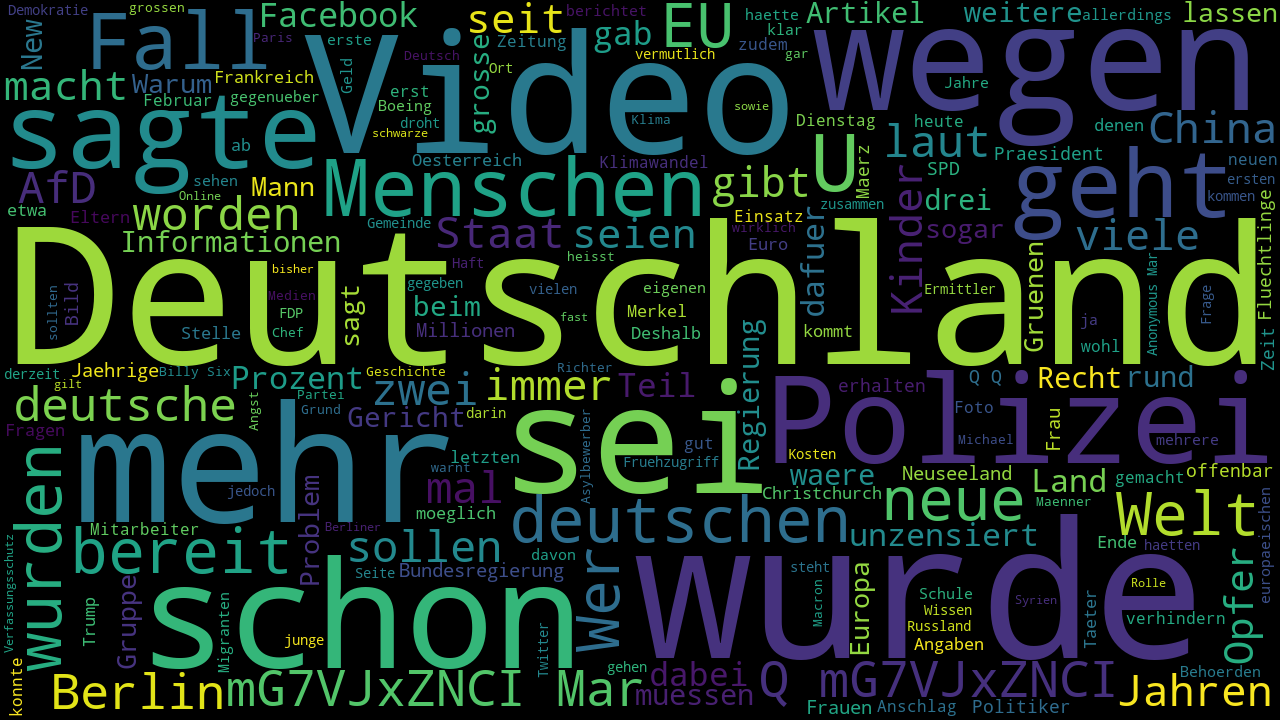 Demokratie
grossen
Facebook
seit
berichtet
haette
Artikel
weitere
allerdings
lassen
New
Fall
Paris
erste
Video
Deutsch
grosse
Zeitung
gab
EU
zudem
klar
wegen
vermutlich
gar
macht
Warum
Frankreich
Geld
Ort
Jahre
Februar
gegenueber
erst
Boeing
sowie
sagte
droht
schwarze
Klima
Dienstag
heute
denen
China
ab
Oesterreich
Klimawandel
U
Maerz
laut
Praesident
neuen
AfD
sehen
Online
Mann
Menschen
gibt
SPD
geht
ersten
kommen
etwa
Eltern
worden
Gemeinde
Einsatz
zusammen
drei
Informationen
Staat
seien
wirklich
Euro
dafuer
Kinder
sogar
viele
Fluechtlinge
Deutschland
bisher
Haft
heisst
gegeben
vielen
eigenen
Ermittler
Gruenen
Anonymous Mar
Frage
sollten
Bild
Medien
FDP
Chef
sagt
beim
Millionen
fast
Merkel
Deshalb
kommt
ja
wohl
Zeit
Stelle
derzeit
gilt
Jaehrige
Billy Six
Prozent
Geschichte
Partei
zwei
immer
Richter
Teil
Regierung
Polizei
erhalten
Q Q
Recht
rund
deutsche
Angst
Grund
Gericht
darin
sei
Foto
Frau
Fragen
mehr
letzten
warnt
Asylbewerber
gut
Fruehzugriff
Michael
mehrere
Kosten
jedoch
mal
waere
Neuseeland
Land
gemacht
offenbar
wurden
Problem
moeglich
Christchurch
neue
Maenner
Welt
Mitarbeiter
Berliner
deutschen
unzensiert
bereit
sollen
davon
Wer
Ende
haetten
europaeischen
Verfassungsschutz
Seite
Bundesregierung
steht
wurde
Rolle
Opfer
Gruppe
Trump
schon
Macron
Europa
Schule
Wissen
Russland
Angaben
Syrien
Taeter
verhindern
Migranten
junge
Twitter
konnte
Berlin
mG7VJxZNCI Mar
gehen
dabei
muessen
Q mG7VJxZNCI
Behoerden
Jahren
Frauen
Anschlag
Politiker